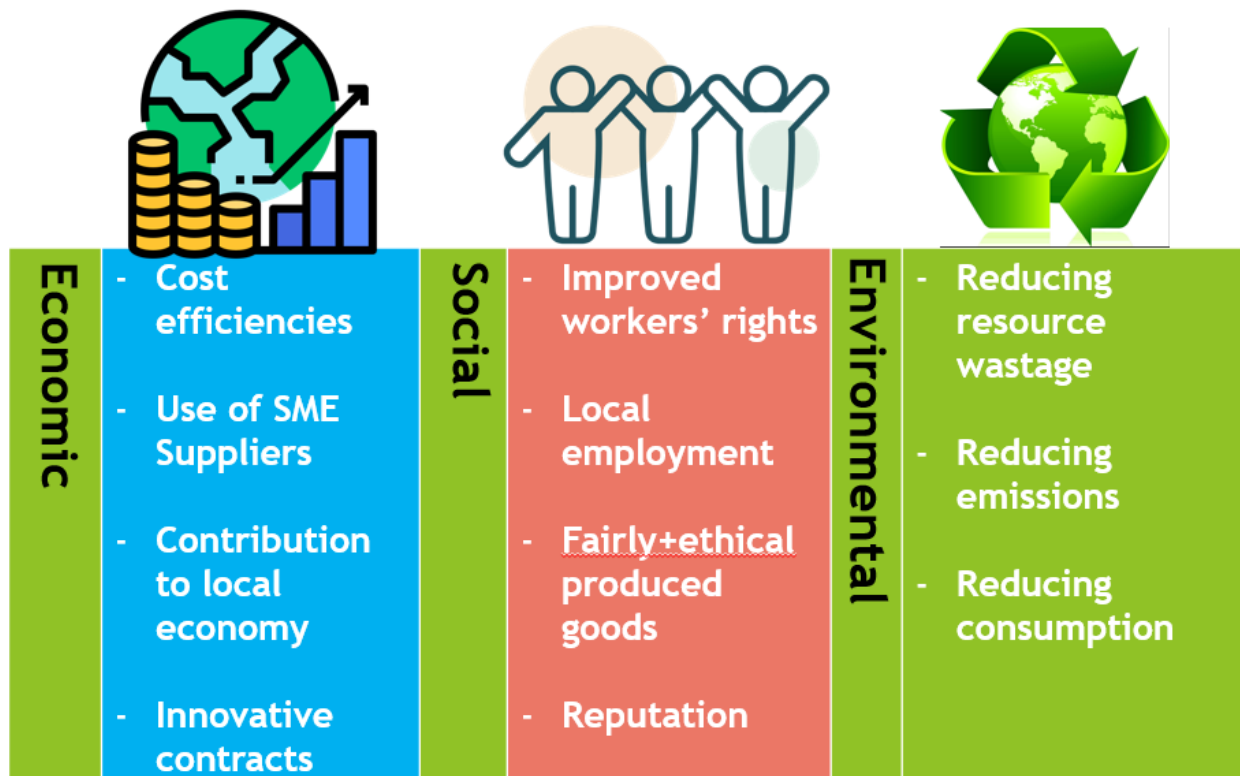 Economic
- Cost
efficiencies
- Use of SME
Suppliers
- Contribution
to local
economy
- Innovative
contracts
Social
- Improved
workers’ rights
- Local
employment
- Fairly+ethical
produced
goods
- Reputation
Environmental
- Reducing
resource
wastage
- Reducing
emissions
- Reducing
consumption